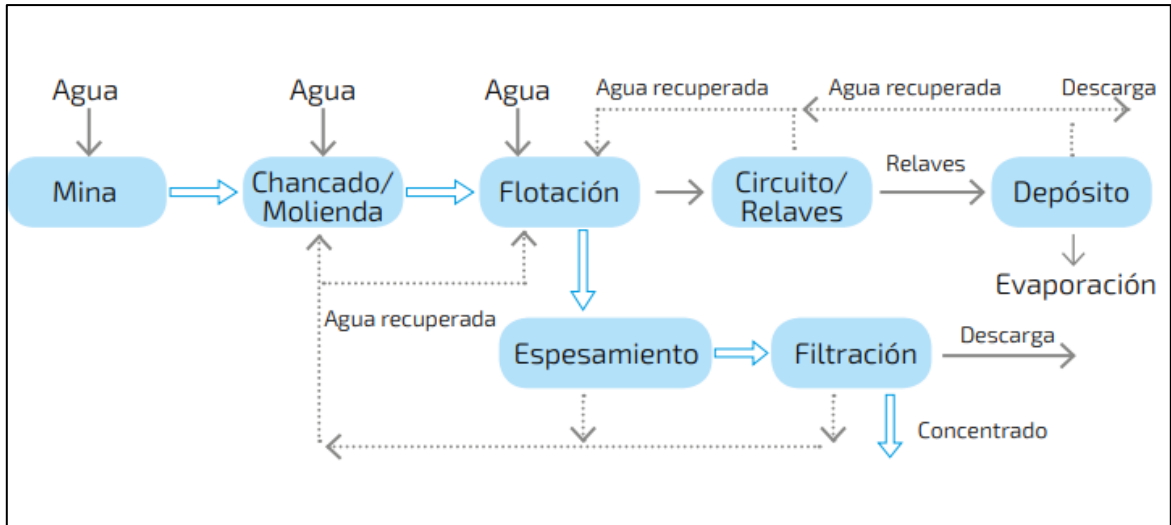 Agua
Agua
Agua
Agua recuperada
Agua recuperada
Descarga
Mina
Chancado/
Molienda
Flotación
Circuito/
Relaves
Relaves
Depósito
Evaporación
Agua recuperada
Espesamiento
Filtración
Descarga
Concentrado